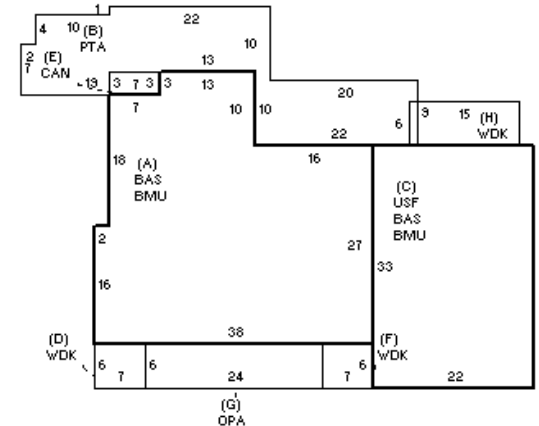 1
22
4
10 (B)
PTA
10
2
7
(E)
CAN
13
19
3 7 3 3
13
7
20
10 10
22
6
9
15
(H)
WDK
16
18
(A)
BAS
BMU
(C)
USF
BAS
BMU
2
27
33
16
38
(D)
WDK
(F)
WDK
6
7
6
24
7
6
22
(G)
OPA